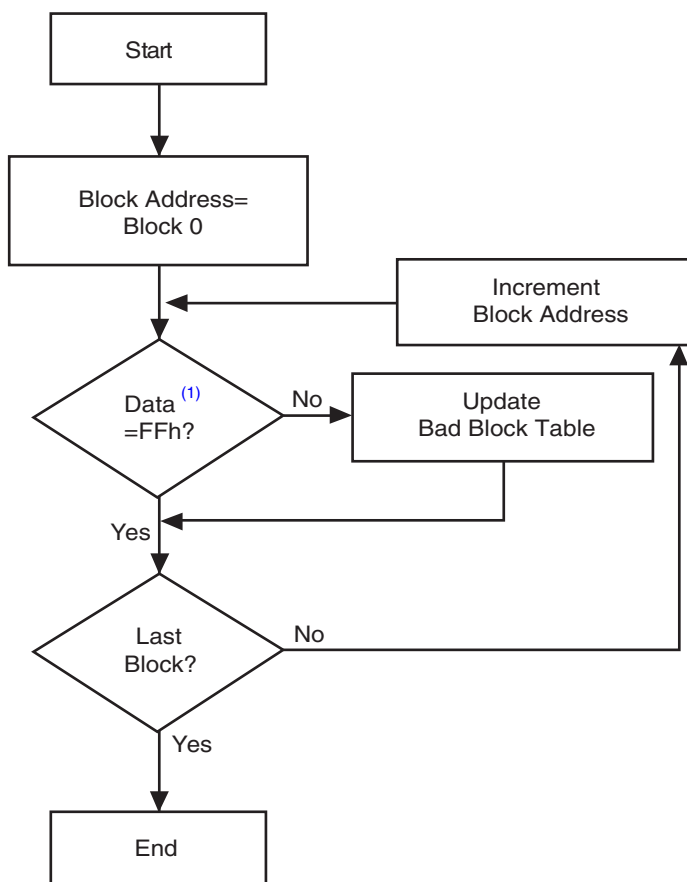 Start
Block Address=
Block 0
Increment
Block Address
Data (1)
=FFh?
No
Update
Bad Block Table
Yes
Last
Block?
No
Yes
End